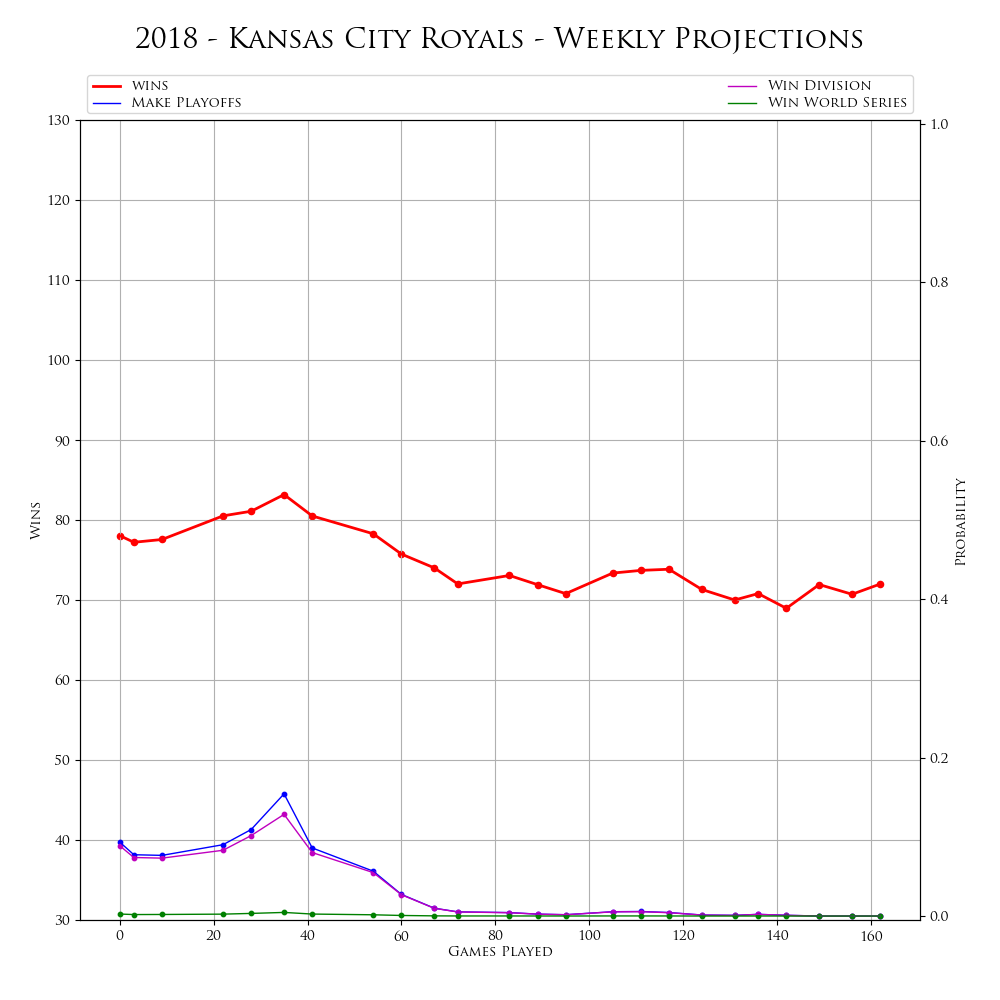 2018 - Kansas City Royals - Weekly Projections
wins
Make Playoffs
Win Division
Win World Series
130
120
110
100
90
80
70
60
50
40
30
Wins
1.0
0.8
0.6
0.4
0.2
0.0
Probability
0 20 40 60 80 100 120 140 160
Games Played